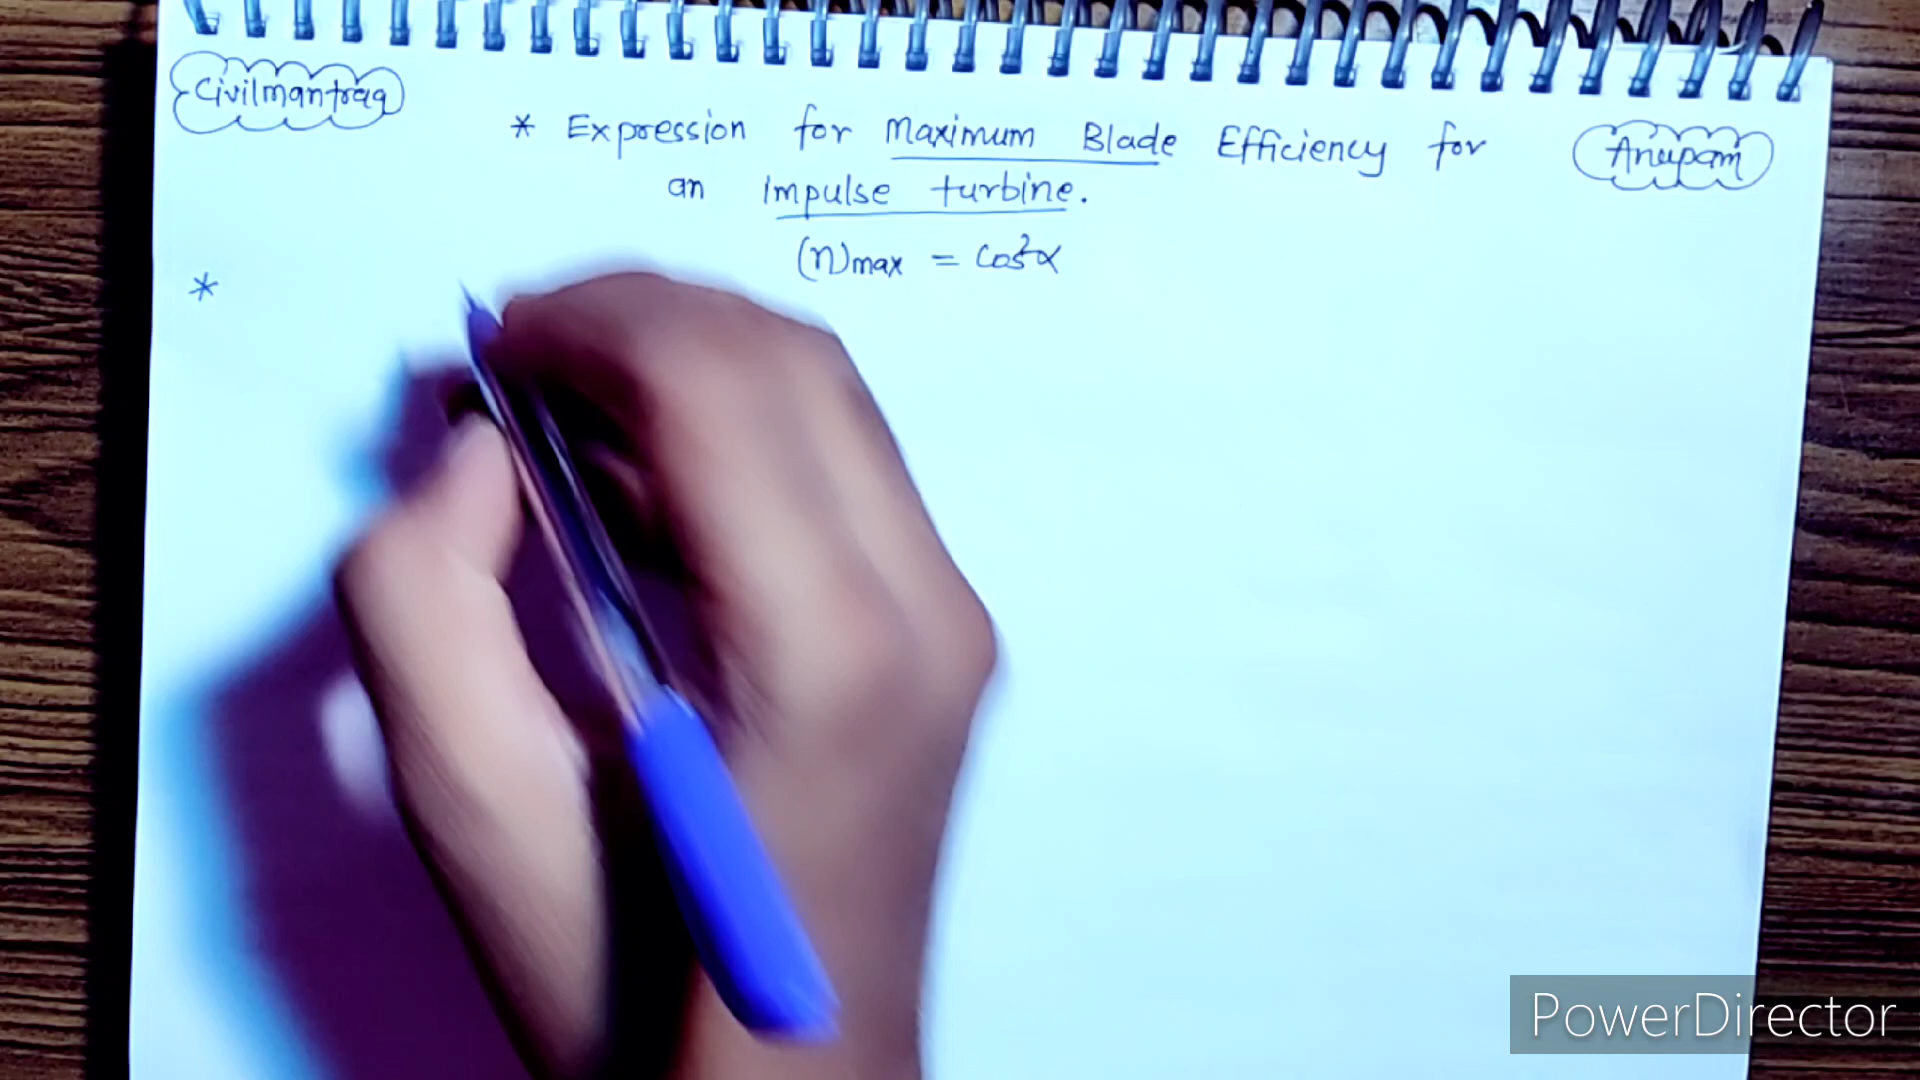 Civilmantraa
* Expression for Maximum Blade Efficiency for
Anupam
an impulse turbine.
(η)max = cos²α
*
PowerDirector